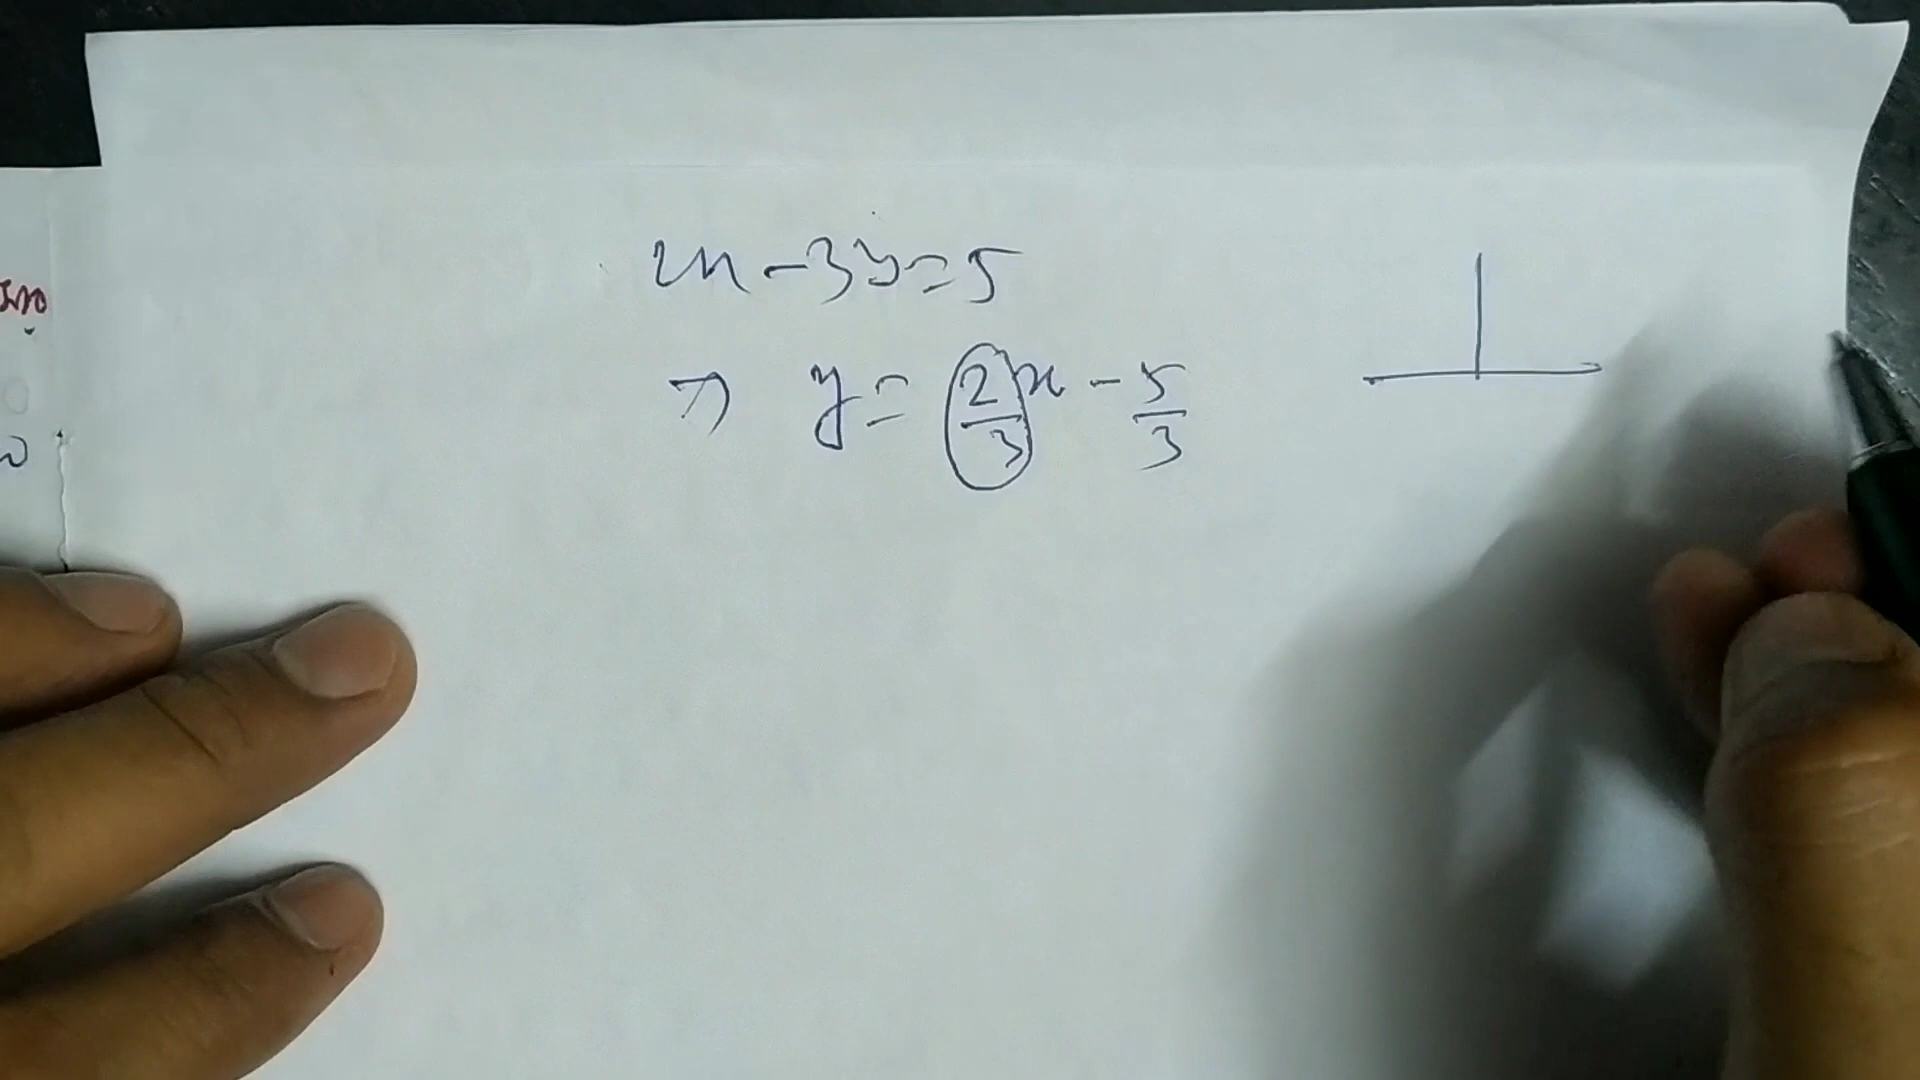 2x - 3y = 5
⇒ y = 2/3 x - 5/3